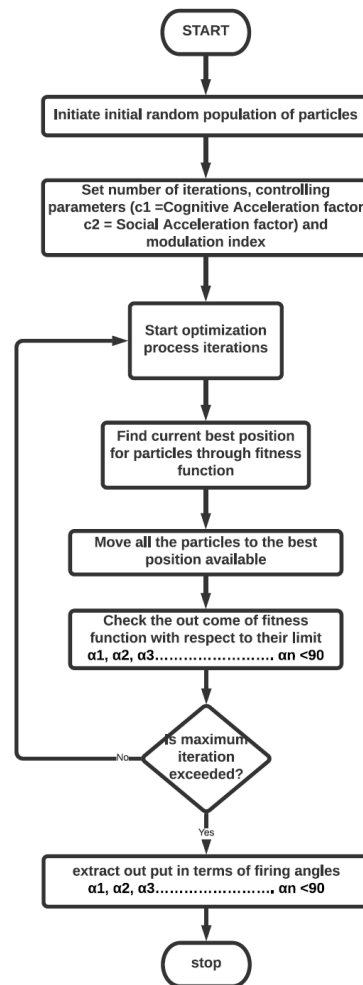 START
Initiate initial random population of particles
Set number of iterations, controlling
parameters (c1 =Cognitive Acceleration factor
c2 = Social Acceleration factor) and
modulation index
Start optimization
process iterations
Find current best position
for particles through fitness
function
Move all the particles to the best
position available
Check the out come of fitness
function with respect to their limit
α1, α2, α3……………………. αn <90
Is maximum
iteration
exceeded?
No
Yes
extract out put in terms of firing angles
α1, α2, α3……………………. αn <90
stop